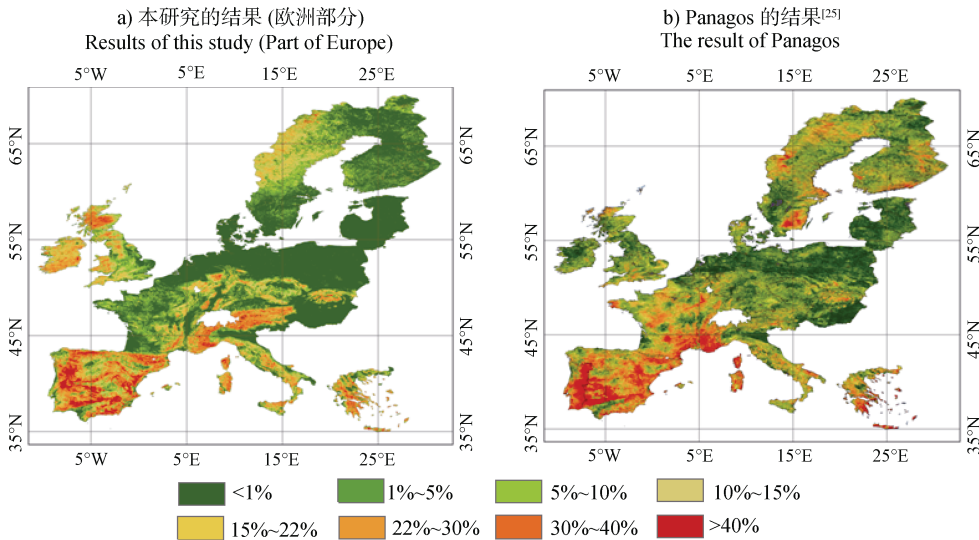 a) 本研究的结果 (欧洲部分)
Results of this study (Part of Europe)
b) Panagos 的结果[25]
The result of Panagos
5°W 5°E 15°E 25°E
5°W 5°E 15°E 25°E
65°N 65°N 65°N 65°N
55°N 55°N 55°N 55°N
45°N 45°N 45°N 45°N
35°N 35°N 35°N 35°N
5°W 5°E 15°E 25°E
5°W 5°E 15°E 25°E
<1% 1%~5% 5%~10% 10%~15%
15%~22% 22%~30% 30%~40% >40%